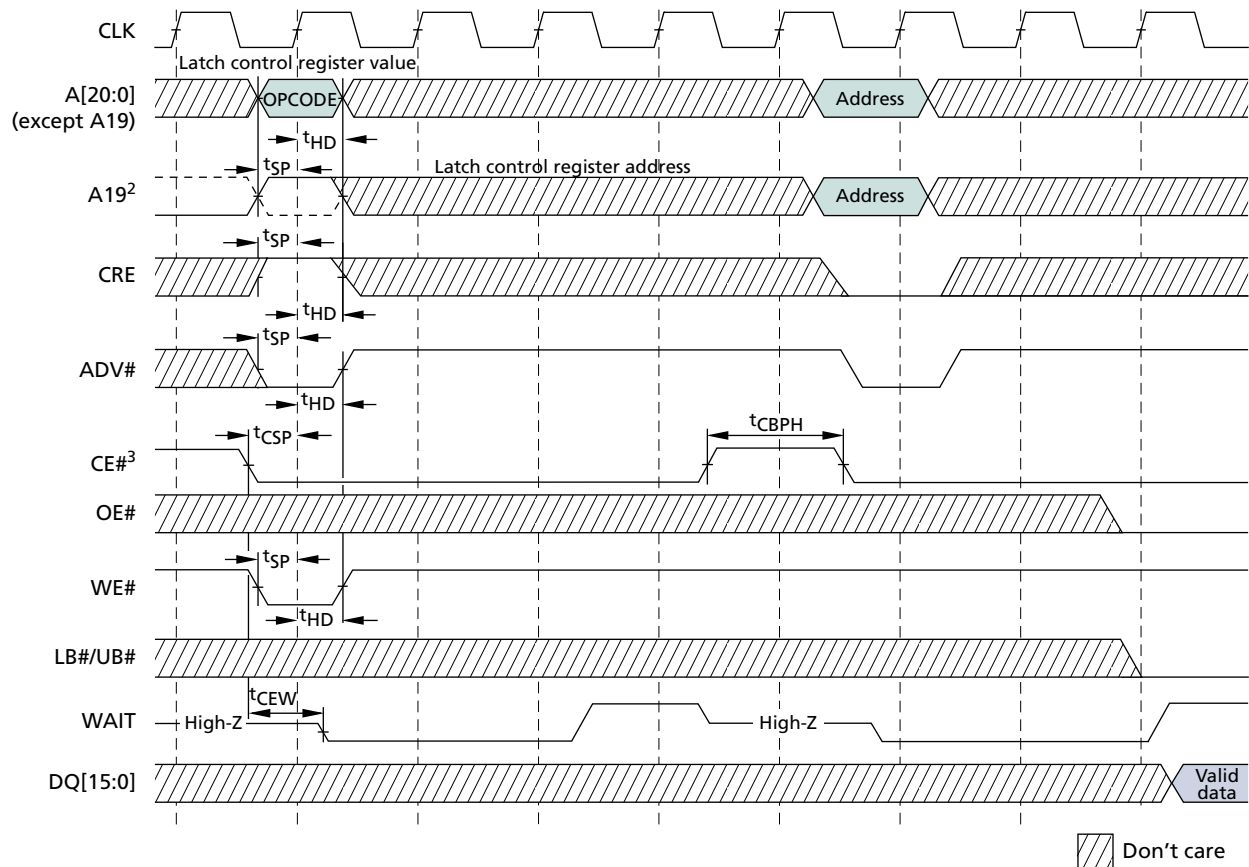 CLK
Latch control register value
A[20:0]
(except A19)
OPCODE
Address
tHD
tSP
Latch control register address
A19²
Address
tSP
CRE
tHD
tSP
ADV#
tHD
tCSP
tCBPH
CE#³
OE#
tSP
WE#
tHD
LB#/UB#
tCEW
WAIT
High-Z
High-Z
DQ[15:0]
Valid
data
Don't care